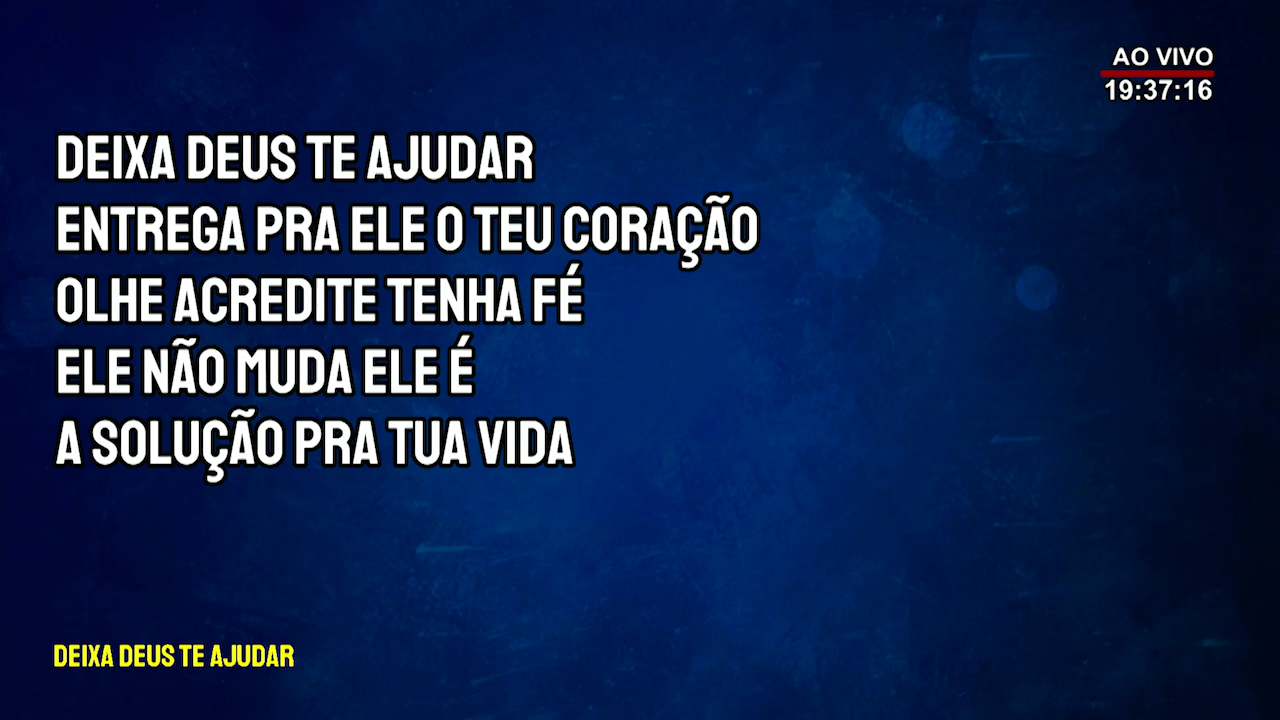 AO VIVO
19:37:16
DEIXA DEUS TE AJUDAR
ENTREGA PRA ELE O TEU CORAÇÃO
OLHE ACREDITE TENHA FÉ
ELE NÃO MUDA ELE É
A SOLUÇÃO PRA TUA VIDA
DEIXA DEUS TE AJUDAR